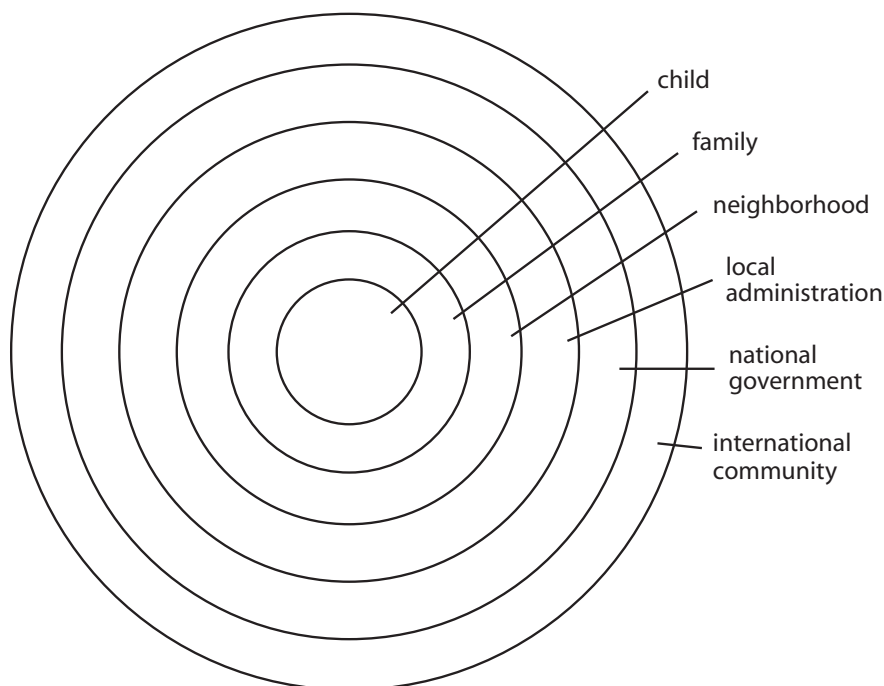 child
family
neighborhood
local
administration
national
government
international
community